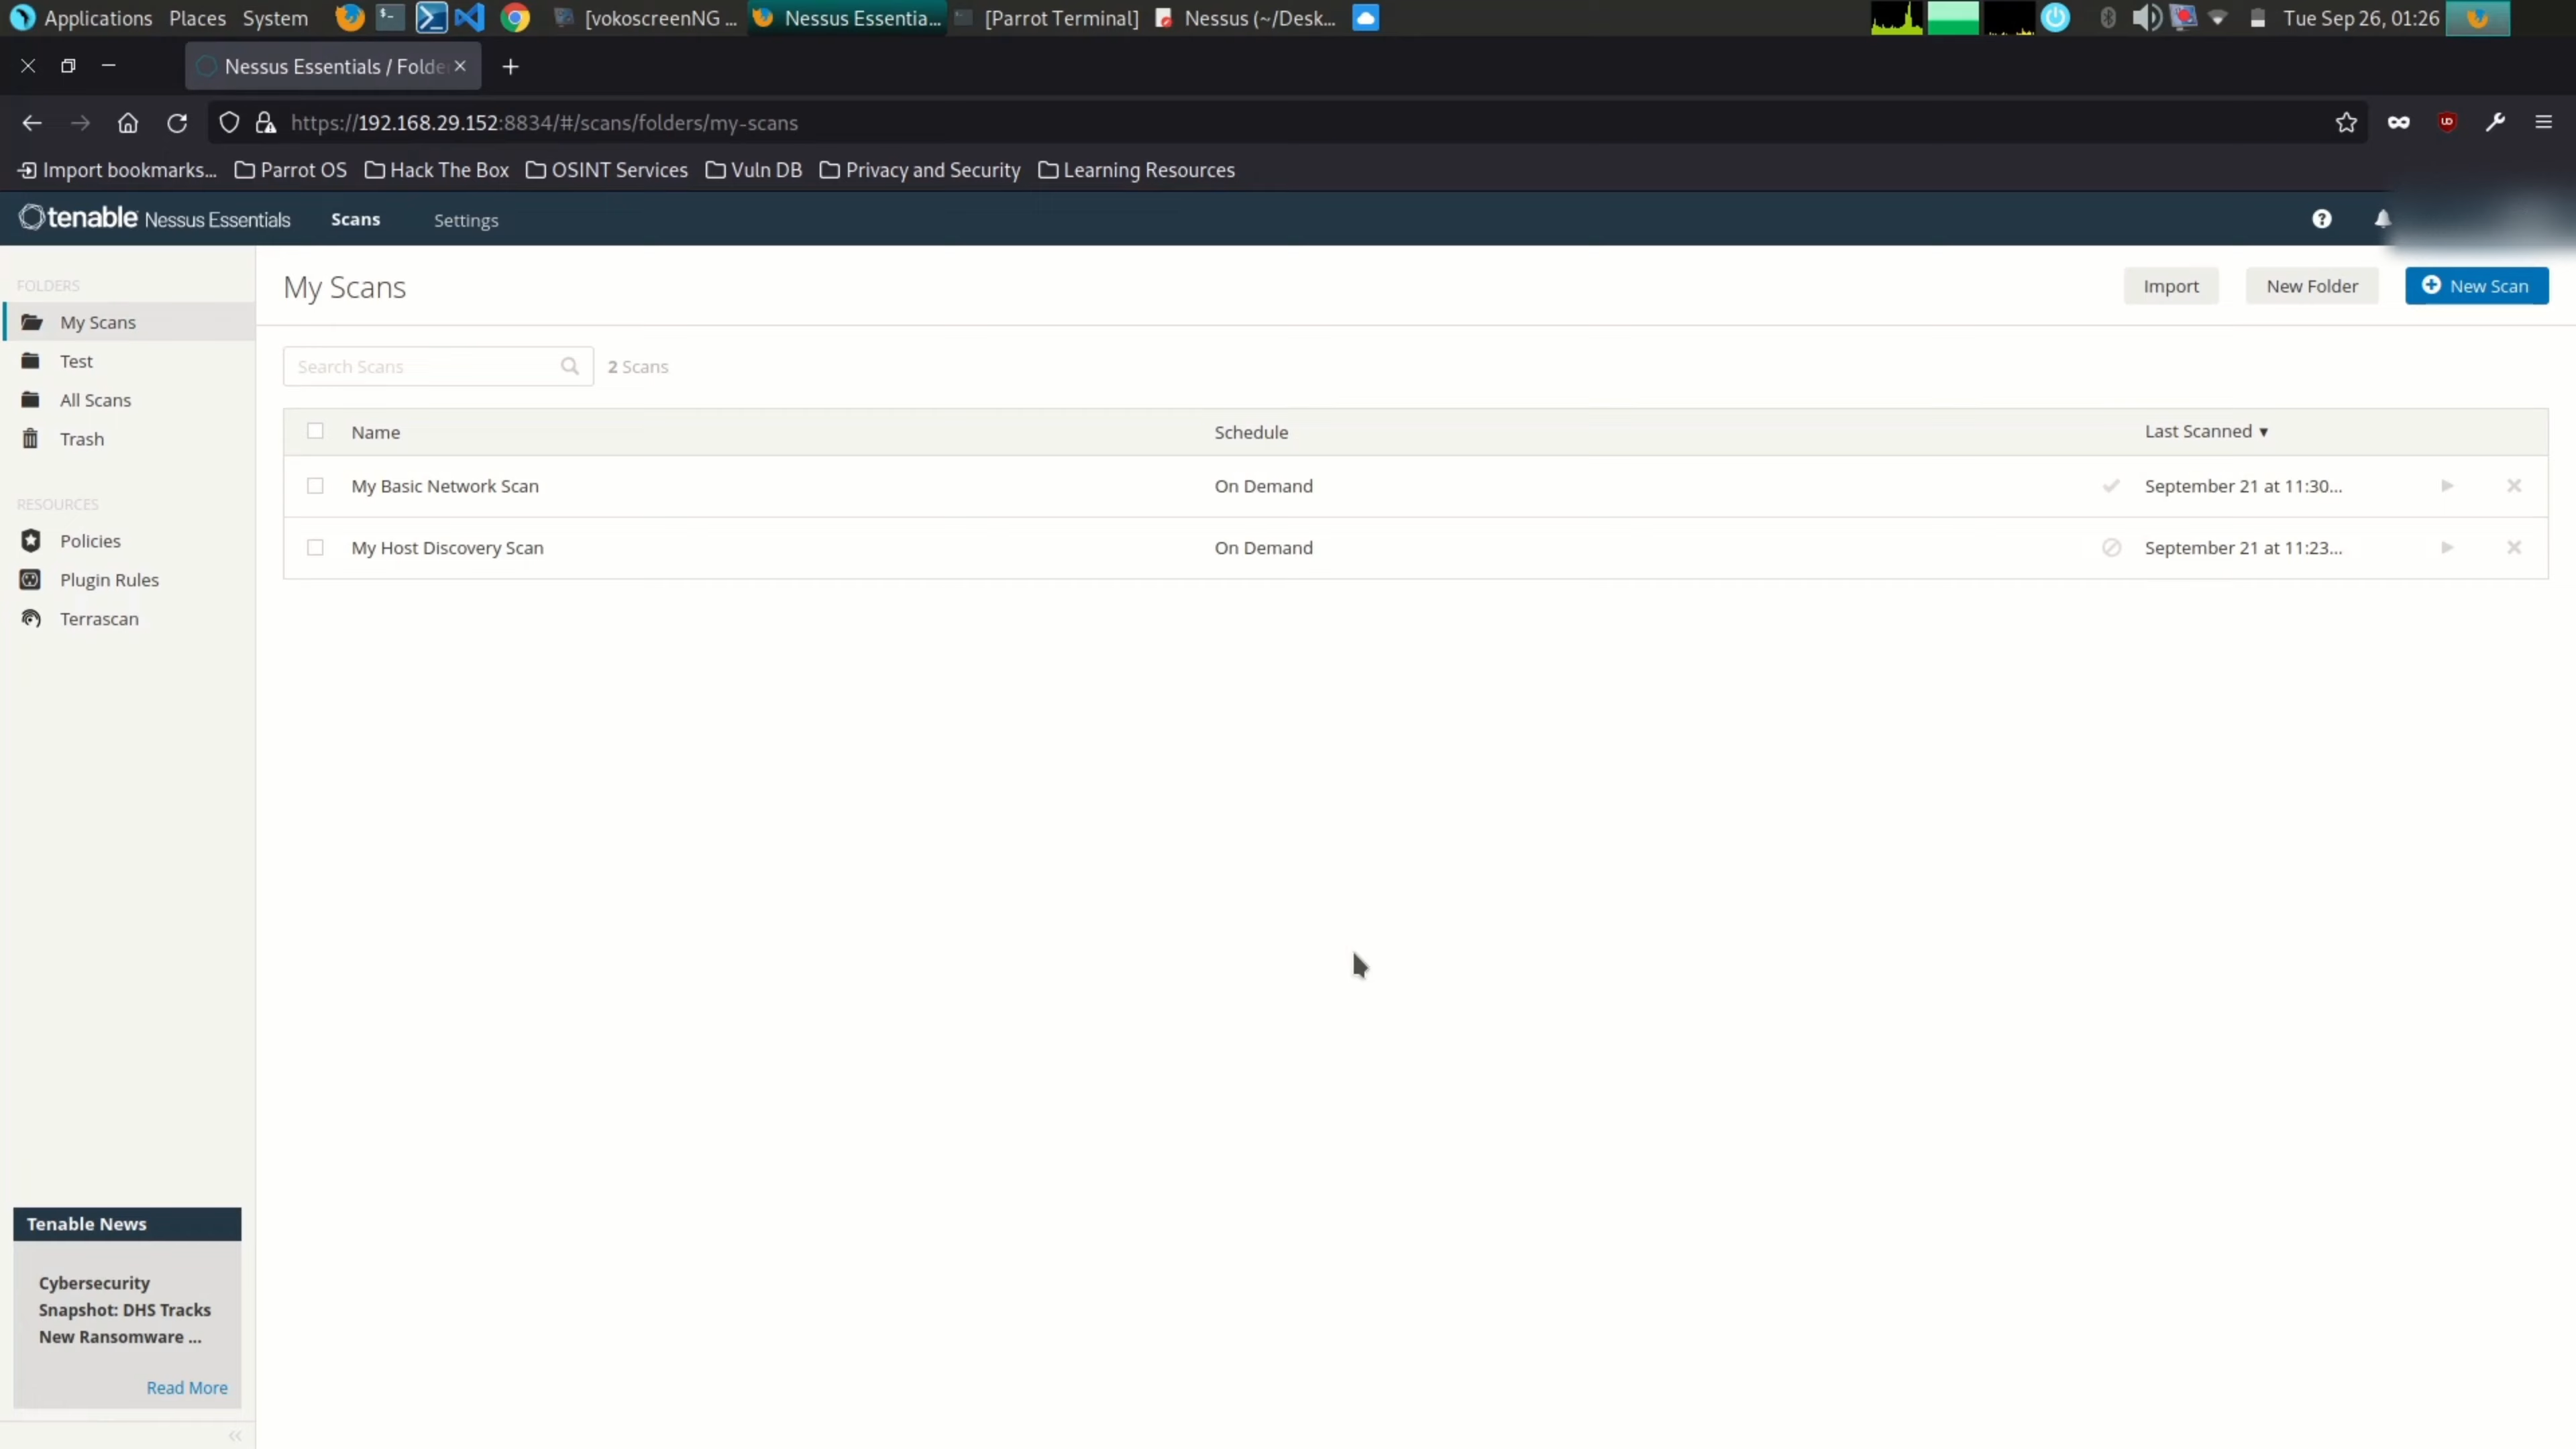 Applications Places System [vokoscreenNG ... Nessus Essentia... [Parrot Terminal] Nessus (~/Desk... Tue Sep 26, 01:26
Nessus Essentials / Folde
https://192.168.29.152:8834/#/scans/folders/my-scans
Import bookmarks... Parrot OS Hack The Box OSINT Services Vuln DB Privacy and Security Learning Resources
tenable Nessus Essentials Scans Settings
FOLDERS
My Scans
Test
All Scans
Trash
RESOURCES
Policies
Plugin Rules
Terrascan
My Scans Import New Folder New Scan
Search Scans 2 Scans
Name Schedule Last Scanned ▼
My Basic Network Scan On Demand September 21 at 11:30...
My Host Discovery Scan On Demand September 21 at 11:23...
Tenable News
Cybersecurity
Snapshot: DHS Tracks
New Ransomware ...
Read More